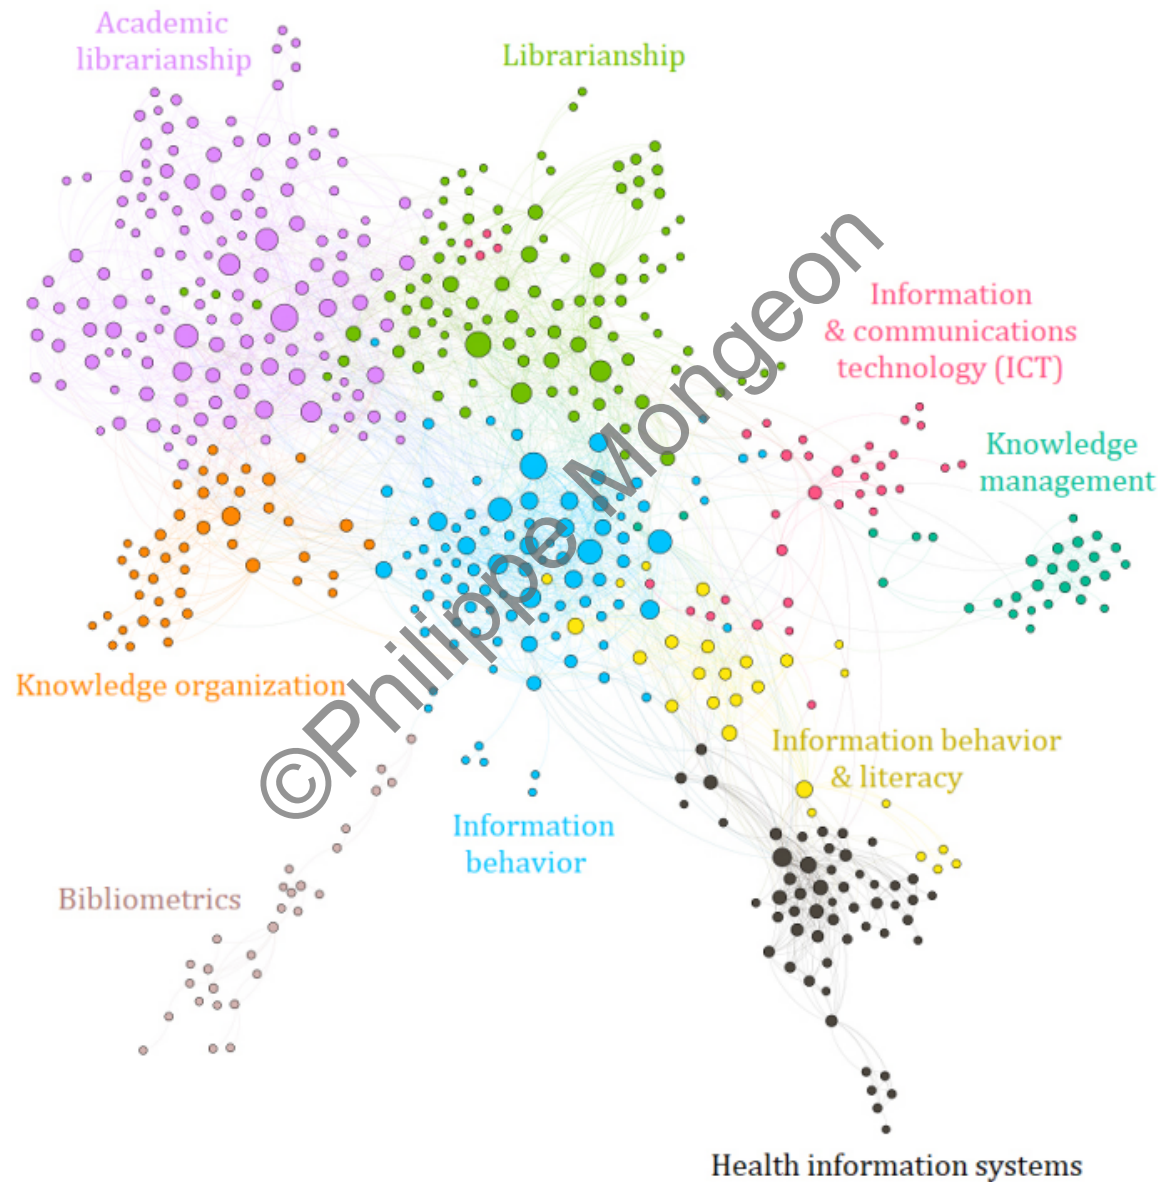 Academic
librarianship
Librarianship
Information
& communications
technology (ICT)
Knowledge
management
Knowledge organization
Information behavior
& literacy
Information
behavior
Bibliometrics
Health information systems
©Philippe Mongeon